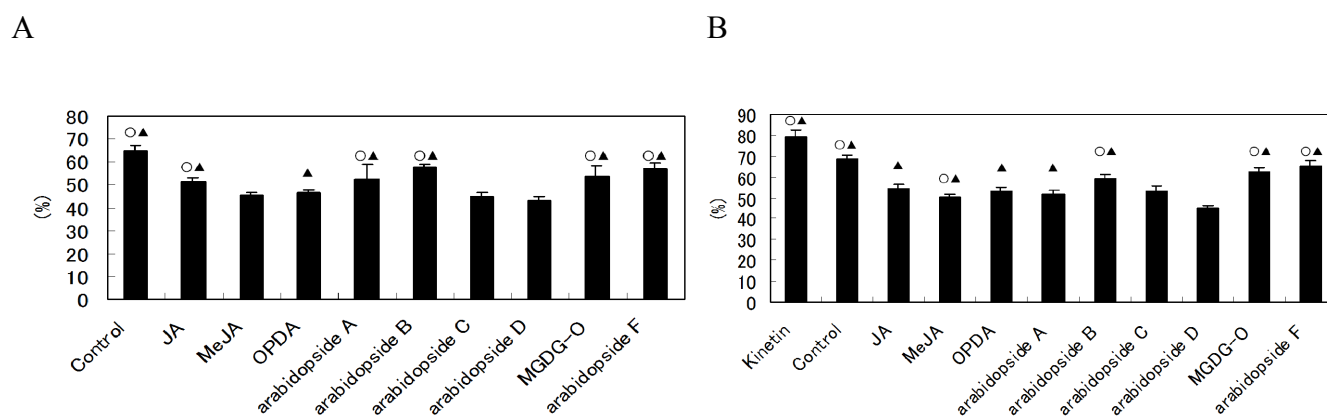 A
B
80
70
60
50
40
30
20
10
0
(%)
○▲
○▲
▲
○▲
○▲
○▲
○▲
Control
JA
MeJA
OPDA
arabidopside A
arabidopside B
arabidopside C
arabidopside D
MGDG-O
arabidopside F
90
80
70
60
50
40
30
20
10
0
(%)
○▲
○▲
▲
○▲
▲
▲
○▲
○▲
○▲
Kinetin
Control
JA
MeJA
OPDA
arabidopside A
arabidopside B
arabidopside C
arabidopside D
MGDG-O
arabidopside F